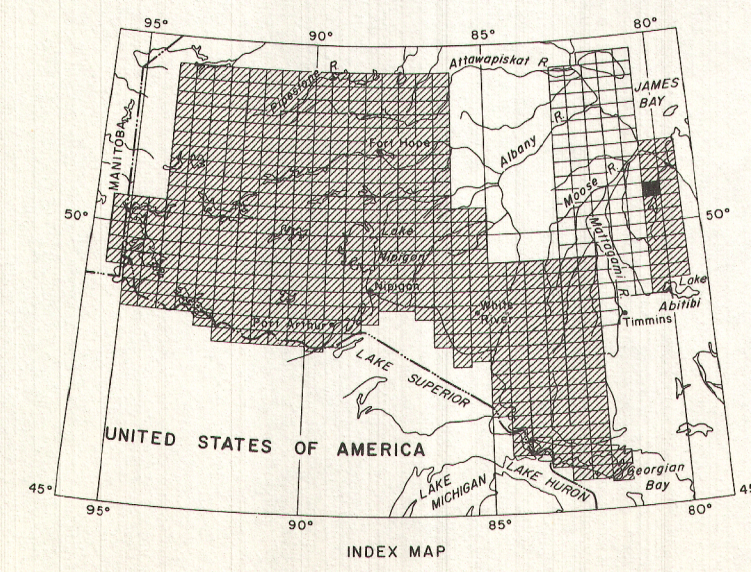 95°
90°
85°
80°
Attawapiskat R.
Pipestone R.
JAMES
BAY
MANITOBA
Fort Hope
Albany R.
Moose R.
50°
50°
Lake
Nipigon
Mattagami R.
Nipigon
Lake
Abitibi
White
River
Port Arthur
Timmins
LAKE SUPERIOR
UNITED STATES OF AMERICA
Georgian
Bay
LAKE HURON
LAKE
MICHIGAN
45°
95°
90°
85°
80°
45
INDEX MAP